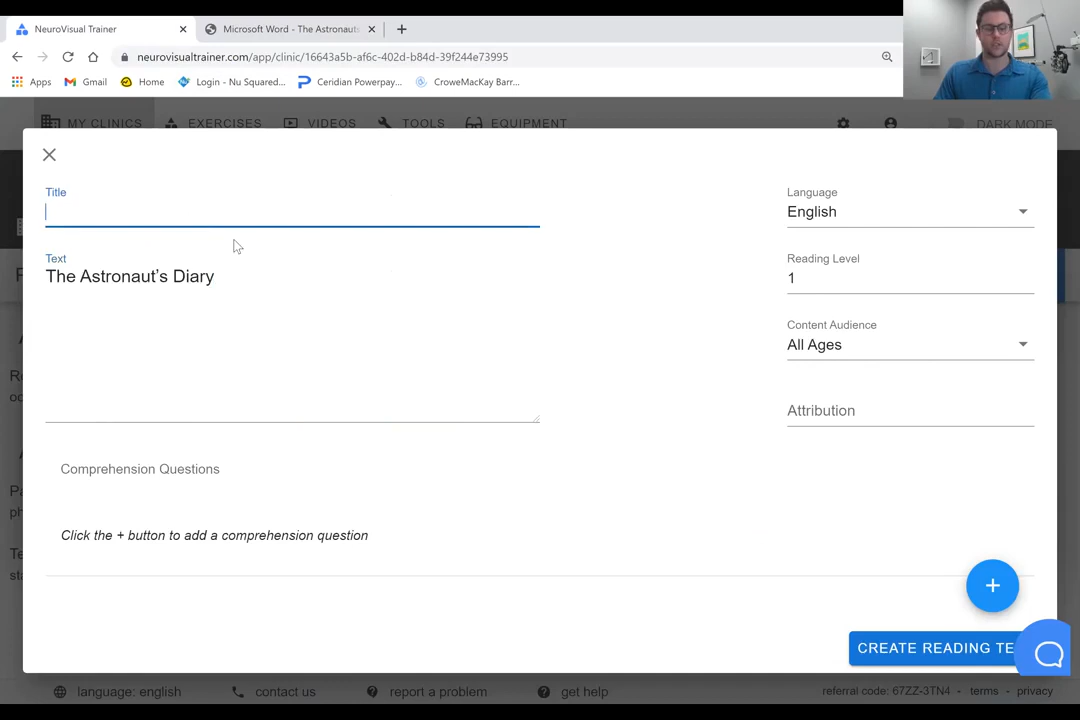 NeuroVisual Trainer
Microsoft Word - The Astronauts
neurovisualtrainer.com/app/clinic/16643a5b-af6c-402d-b84d-39f244e73995
Apps Gmail Home Login - Nu Squared... Ceridian Powerpay... CroweMacKay Barr...
MY CLINICS EXERCISES VIDEOS TOOLS EQUIPMENT DARK MODE
Title
Language
English
Text
The Astronaut’s Diary
Reading Level
1
Content Audience
All Ages
Attribution
Comprehension Questions
Click the + button to add a comprehension question
CREATE READING TE
language: english contact us report a problem get help referral code: 67ZZ-3TN4 - terms - privacy